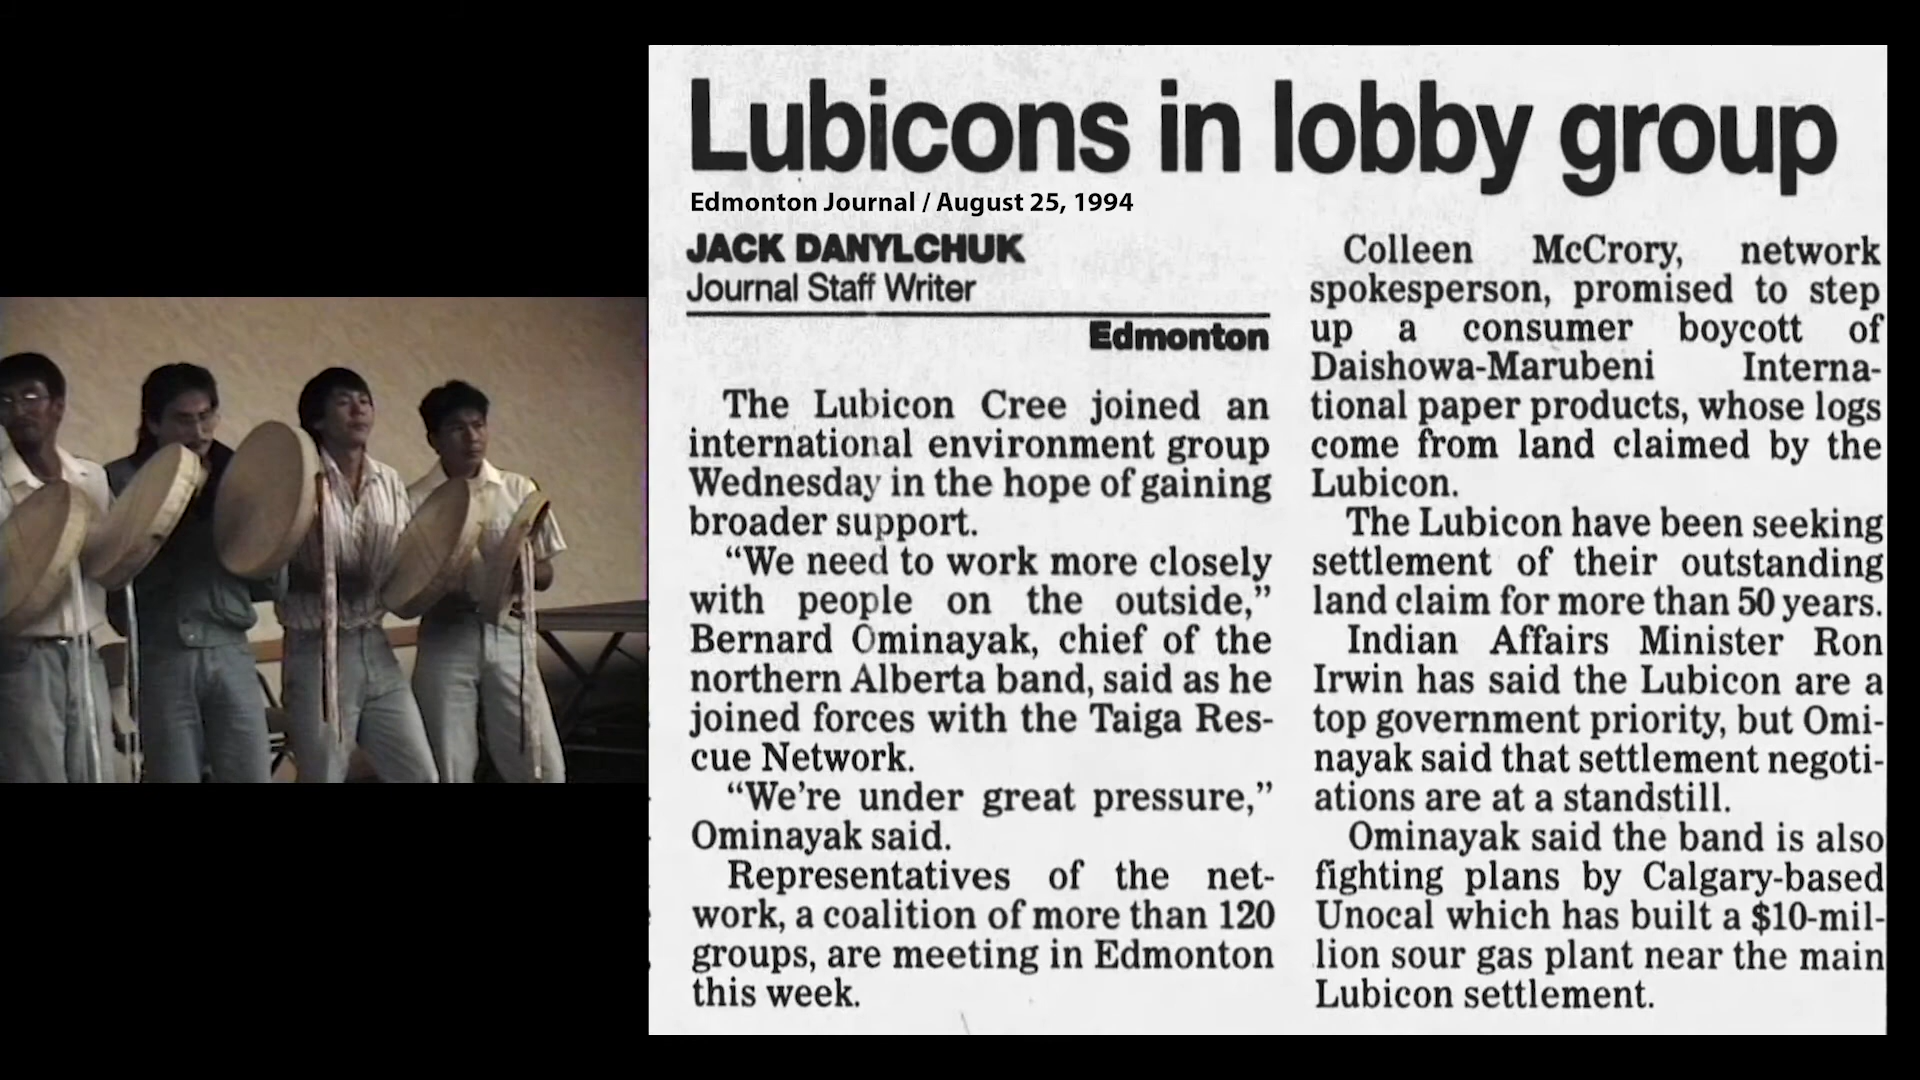 Lubicons in lobby group
Edmonton Journal / August 25, 1994
JACK DANYLCHUK
Journal Staff Writer
Edmonton
The Lubicon Cree joined an
international environment group
Wednesday in the hope of gaining
broader support.
“We need to work more closely
with people on the outside,”
Bernard Ominayak, chief of the
northern Alberta band, said as he
joined forces with the Taiga Res-
cue Network.
“We’re under great pressure,”
Ominayak said.
Representatives of the net-
work, a coalition of more than 120
groups, are meeting in Edmonton
this week.
Colleen McCrory, network
spokesperson, promised to step
up a consumer boycott of
Daishowa-Marubeni Interna-
tional paper products, whose logs
come from land claimed by the
Lubicon.
The Lubicon have been seeking
settlement of their outstanding
land claim for more than 50 years.
Indian Affairs Minister Ron
Irwin has said the Lubicon are a
top government priority, but Omi-
nayak said that settlement negoti-
ations are at a standstill.
Ominayak said the band is also
fighting plans by Calgary-based
Unocal which has built a $10-mil-
lion sour gas plant near the main
Lubicon settlement.